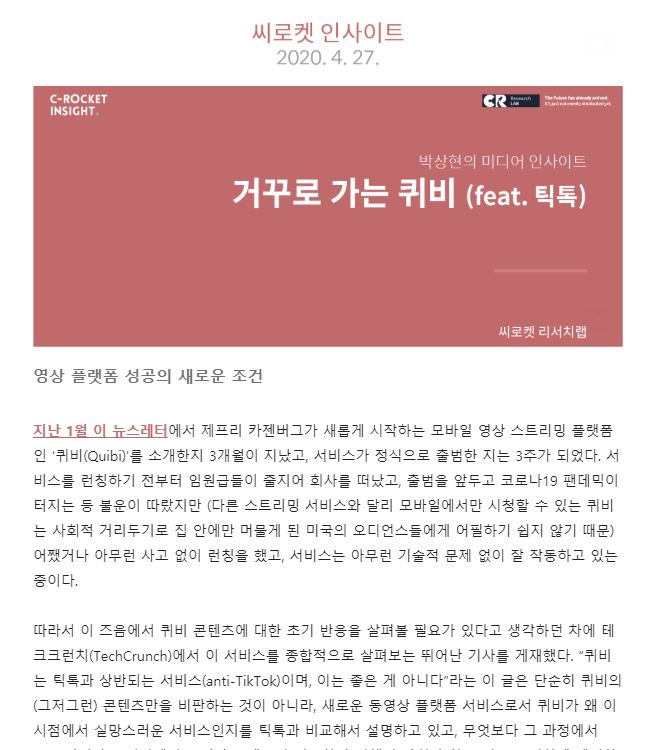 씨로켓 인사이트
2020. 4. 27.
C-ROCKET
INSIGHT.
CR Research LAB
The Future has already arrived.
It's just not evenly distributed yet.
박상현의 미디어 인사이트
거꾸로 가는 퀴비 (feat. 틱톡)
씨로켓 리서치랩
영상 플랫폼 성공의 새로운 조건
지난 1월 이 뉴스레터에서 제프리 카젠버그가 새롭게 시작하는 모바일 영상 스트리밍 플랫폼
인 '퀴비(Quibi)'를 소개한지 3개월이 지났고, 서비스가 정식으로 출범한 지는 3주가 되었다. 서
비스를 런칭하기 전부터 임원급들이 줄지어 회사를 떠났고, 출범을 앞두고 코로나19 팬데믹이
터지는 등 불운이 따랐지만 (다른 스트리밍 서비스와 달리 모바일에서만 시청할 수 있는 퀴비
는 사회적 거리두기로 집 안에만 머물게 된 미국의 오디언스들에게 어필하기 쉽지 않기 때문)
어쨌거나 아무런 사고 없이 런칭을 했고, 서비스는 아무런 기술적 문제 없이 잘 작동하고 있는
중이다.
따라서 이 즈음에서 퀴비 콘텐츠에 대한 초기 반응을 살펴볼 필요가 있다고 생각하던 차에 테
크크런치(TechCrunch)에서 이 서비스를 종합적으로 살펴보는 뛰어난 기사를 게재했다. "퀴비
는 틱톡과 상반되는 서비스(anti-TikTok)이며, 이는 좋은 게 아니다"라는 이 글은 단순히 퀴비의
(그저그런) 콘텐츠만을 비판하는 것이 아니라, 새로운 동영상 플랫폼 서비스로서 퀴비가 왜 이
시점에서 실망스러운 서비스인지를 틱톡과 비교해서 설명하고 있고, 무엇보다 그 과정에서